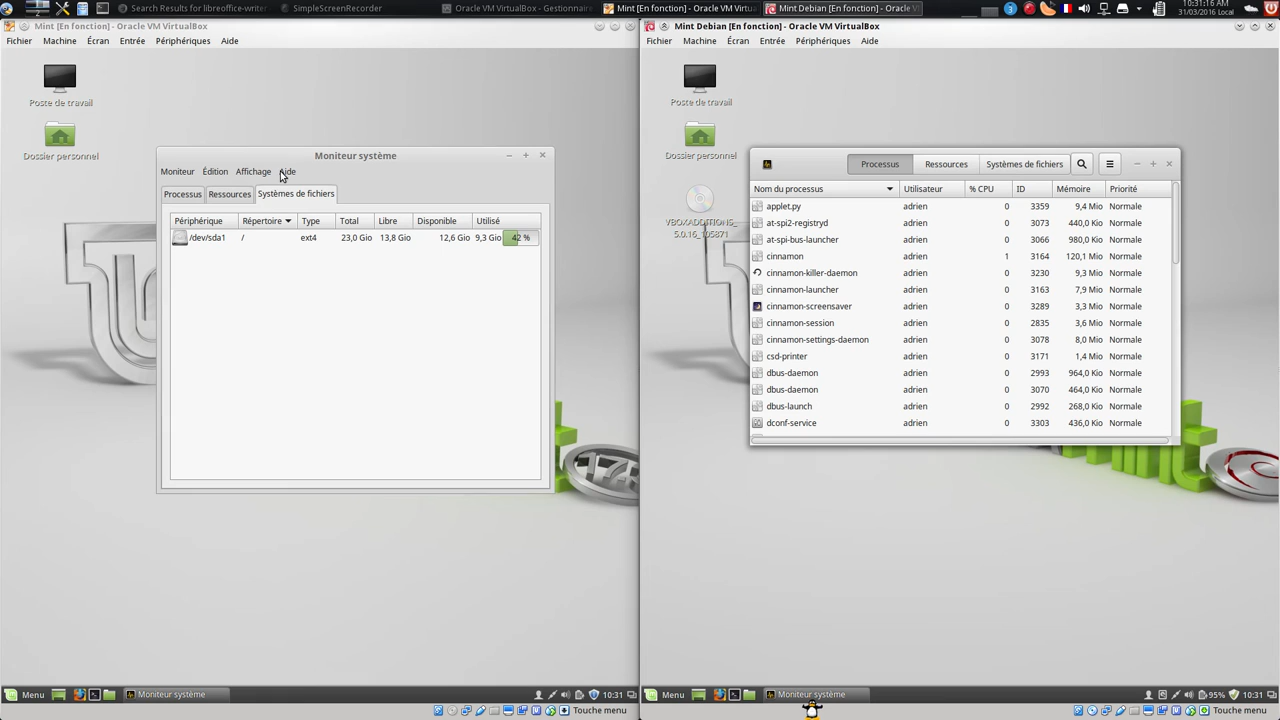 Search Results for libreoffice-writer
SimpleScreenRecorder
Oracle VM VirtualBox - Gestionnaire
Mint [En fonction] - Oracle VM Virtu
Mint Debian [En fonction] - Oracle V
3
10:31:16 AM
31/03/2016 Local
Mint [En fonction] - Oracle VM VirtualBox
Fichier Machine Écran Entrée Périphériques Aide
Poste de travail
Dossier personnel
Moniteur système
Moniteur Édition Affichage Aide
Processus Ressources Systèmes de fichiers
Périphérique Répertoire Type Total Libre Disponible Utilisé
/dev/sda1 / ext4 23,0 Gio 13,8 Gio 12,6 Gio 9,3 Gio 42 %
Menu Moniteur système 10:31
Touche menu
Mint Debian [En fonction] - Oracle VM VirtualBox
Fichier Machine Écran Entrée Périphériques Aide
Poste de travail
Dossier personnel
VBOXADDITIONS_
5.0.16_105871
Processus Ressources Systèmes de fichiers
Nom du processus Utilisateur % CPU ID Mémoire Priorité
applet.py adrien 0 3359 9,4 Mio Normale
at-spi2-registryd adrien 0 3073 440,0 Kio Normale
at-spi-bus-launcher adrien 0 3066 980,0 Kio Normale
cinnamon adrien 1 3164 120,1 Mio Normale
cinnamon-killer-daemon adrien 0 3230 9,3 Mio Normale
cinnamon-launcher adrien 0 3163 7,9 Mio Normale
cinnamon-screensaver adrien 0 3289 3,3 Mio Normale
cinnamon-session adrien 0 2835 3,6 Mio Normale
cinnamon-settings-daemon adrien 0 3078 8,0 Mio Normale
csd-printer adrien 0 3171 1,4 Mio Normale
dbus-daemon adrien 0 2993 964,0 Kio Normale
dbus-daemon adrien 0 3070 464,0 Kio Normale
dbus-launch adrien 0 2992 268,0 Kio Normale
dconf-service adrien 0 3303 436,0 Kio Normale
Menu Moniteur système 95% 10:31
Touche menu